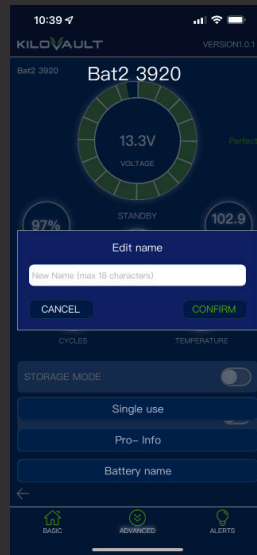 10:39
KILOVAULT
VERSION1.0.1
Bat2 3920
Bat2 3920
13.3V
VOLTAGE
Perfect
STANDBY
97%
102.9
Edit name
New Name (max 18 characters)
CANCEL
CONFIRM
CYCLES
TEMPERATURE
STORAGE MODE
Single use
Pro- Info
Battery name
BASIC
ADVANCED
ALERTS